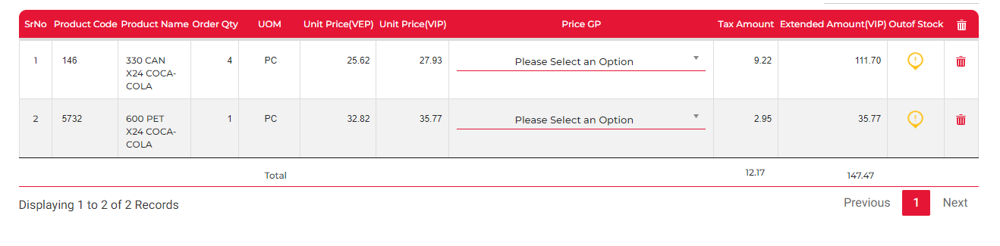 SrNo Product Code Product Name Order Qty UOM Unit Price(VEP) Unit Price(VIP) Price GP Tax Amount Extended Amount(VIP) Outof Stock
1 146 330 CAN 4 PC 25.62 27.93 Please Select an Option 9.22 111.70
X24 COCA-
COLA
2 5732 600 PET 1 PC 32.82 35.77 Please Select an Option 2.95 35.77
X24 COCA-
COLA
Total 12.17 147.47
Displaying 1 to 2 of 2 Records Previous 1 Next